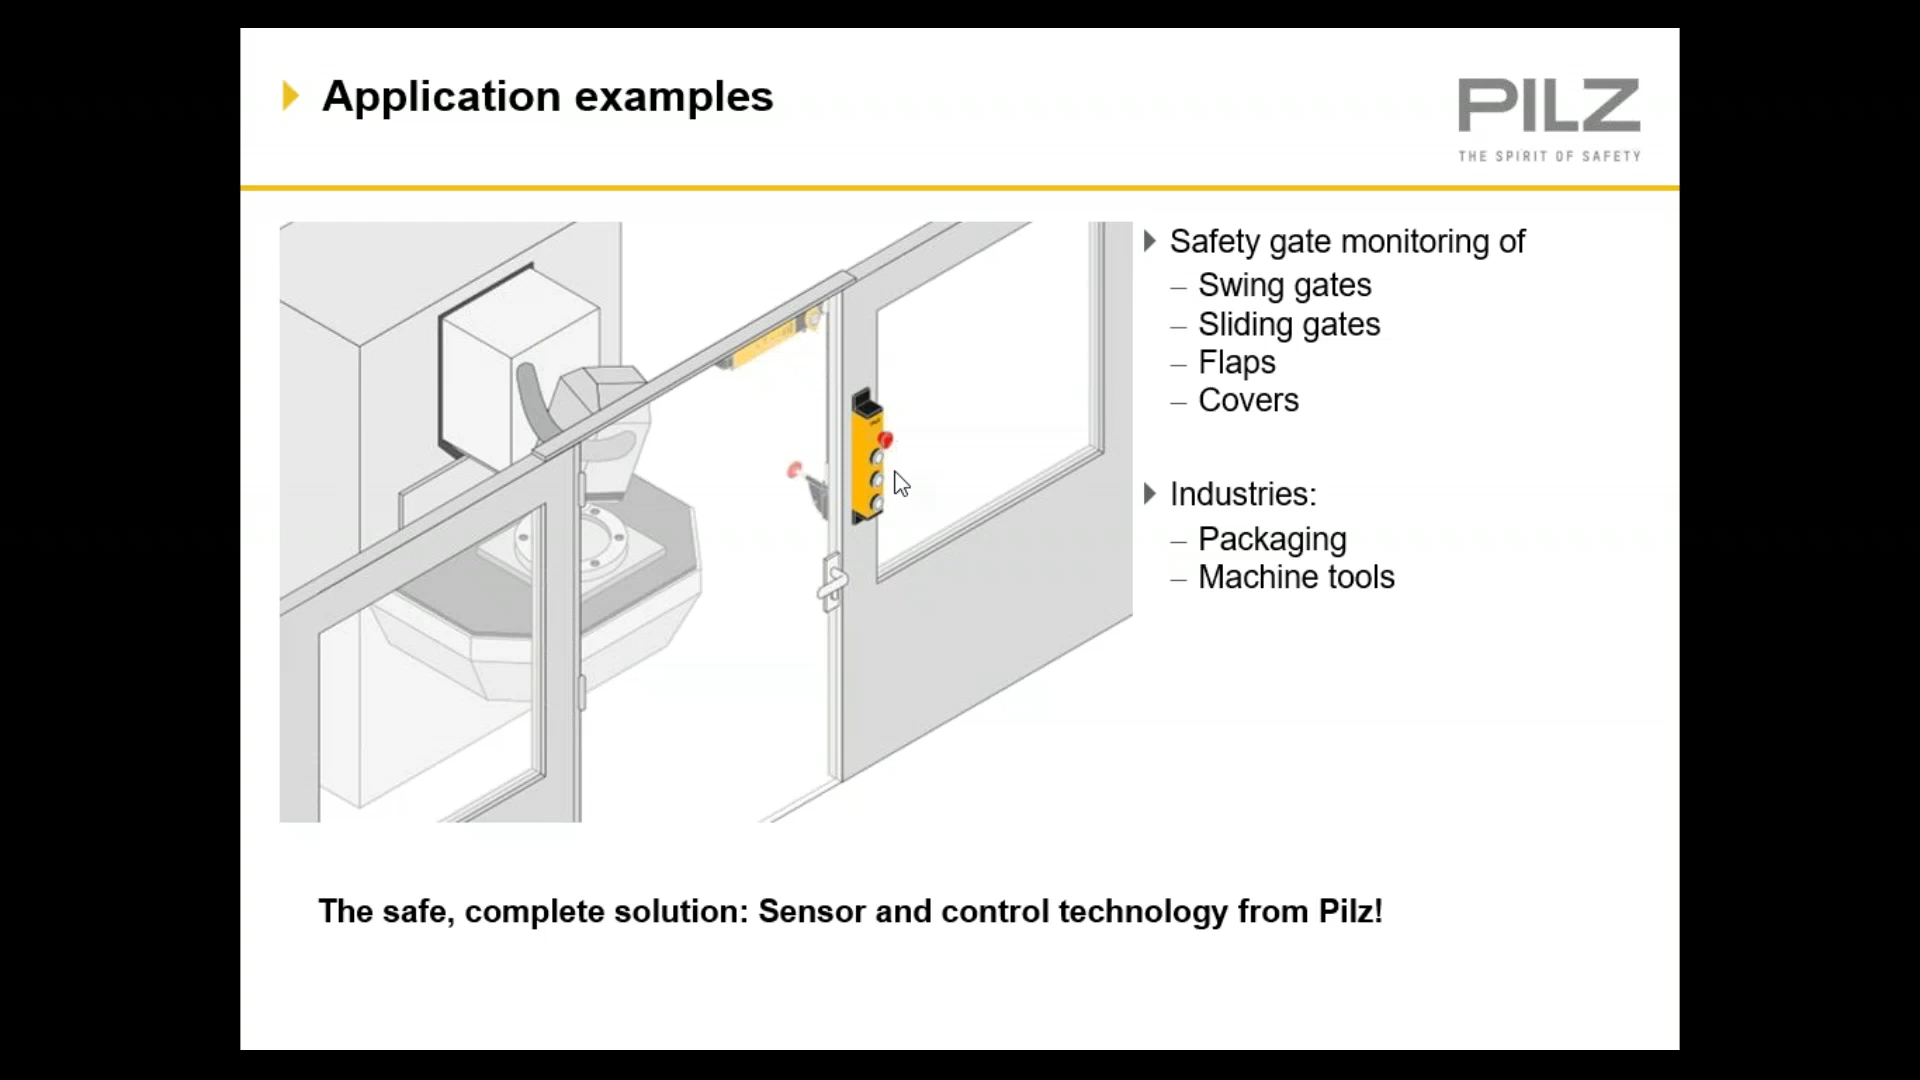 Application examples
PILZ
THE SPIRIT OF SAFETY
Safety gate monitoring of
– Swing gates
– Sliding gates
– Flaps
– Covers
Industries:
– Packaging
– Machine tools
The safe, complete solution: Sensor and control technology from Pilz!